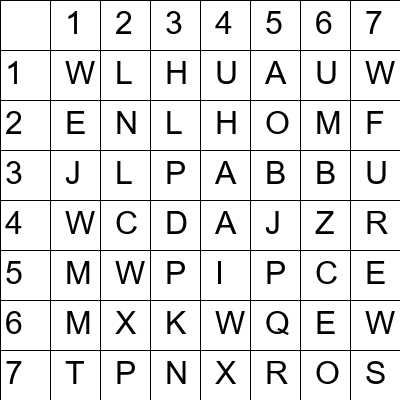 1 2 3 4 5 6 7
1 W L H U A U W
2 E N L H O M F
3 J L P A B B U
4 W C D A J Z R
5 M W P I P C E
6 M X K W Q E W
7 T P N X R O S